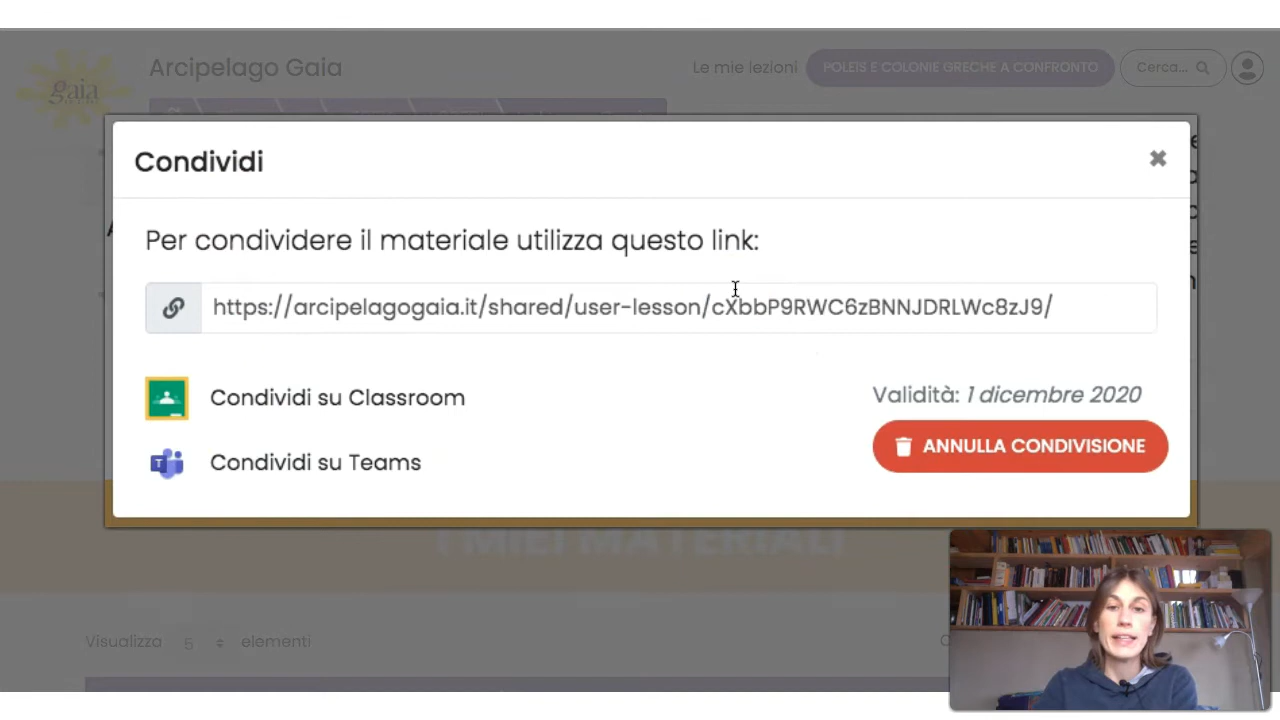 gaia
Arcipelago Gaia
Le mie lezioni
POLEIS E COLONIE GRECHE A CONFRONTO
Cerca...
Condividi
Per condividere il materiale utilizza questo link:
https://arcipelagogaia.it/shared/user-lesson/cXbbP9RWC6zBNNJDRLWc8zJ9/
Condividi su Classroom
Validità: 1 dicembre 2020
ANNULLA CONDIVISIONE
Condividi su Teams
I MIEI MATERIALI
Visualizza 5 elementi